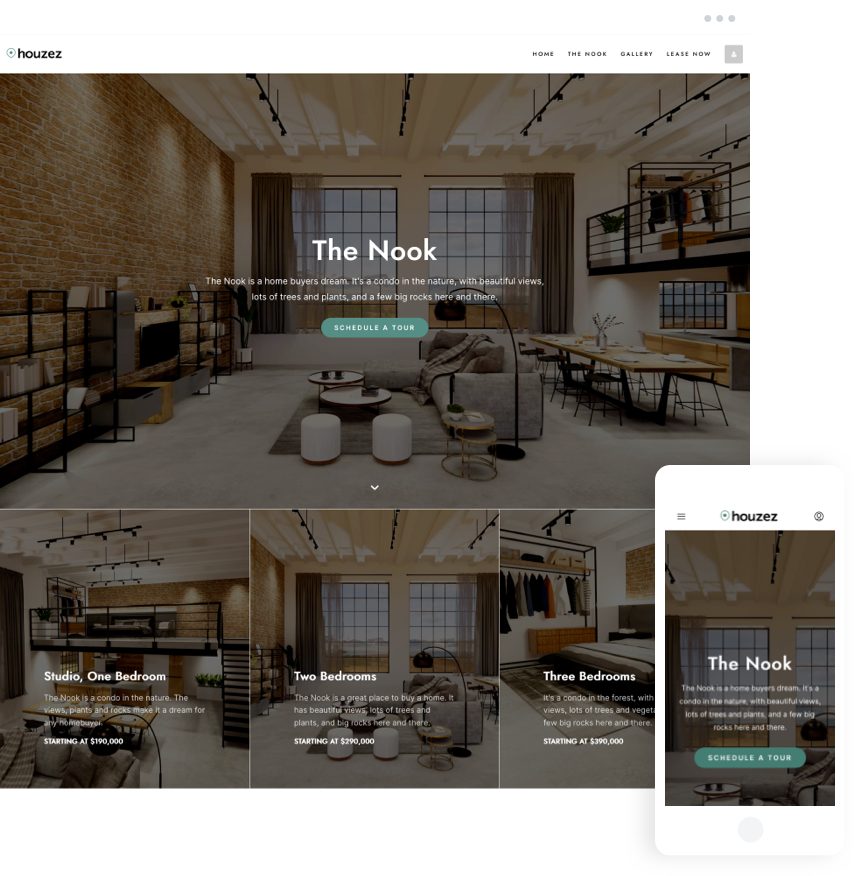 houzez
HOME THE NOOK GALLERY LEASE NOW
The Nook
The Nook is a home buyers dream. It's a condo in the nature, with beautiful views,
lots of trees and plants, and a few big rocks here and there.
SCHEDULE A TOUR
Studio, One Bedroom
The Nook is a condo in the nature. The
views, plants and rocks make it a dream for
any homebuyer.
STARTING AT $190,000
Two Bedrooms
The Nook is a great place to buy a home. It
has beautiful views, lots of trees and
plants, and big rocks here and there.
STARTING AT $290,000
Three Bedrooms
It's a condo in the forest, with
views, lots of trees and
few big rocks here and there.
STARTING AT $390,000
houzez
The Nook
The Nook is a home buyers dream. It's a
condo in the nature, with beautiful views,
lots of trees and plants, and a few big
rocks here and there.
SCHEDULE A TOUR